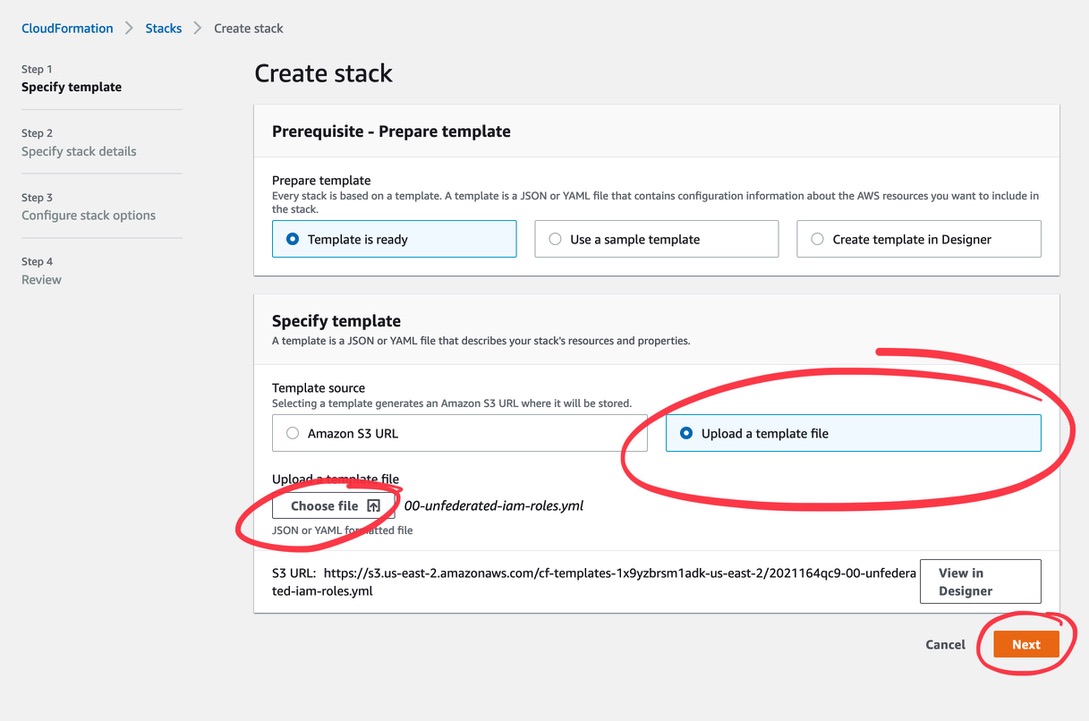 CloudFormation > Stacks > Create stack
Step 1
Specify template
Step 2
Specify stack details
Step 3
Configure stack options
Step 4
Review
Create stack
Prerequisite - Prepare template
Prepare template
Every stack is based on a template. A template is a JSON or YAML file that contains configuration information about the AWS resources you want to include in
the stack.
Template is ready
Use a sample template
Create template in Designer
Specify template
A template is a JSON or YAML file that describes your stack's resources and properties.
Template source
Selecting a template generates an Amazon S3 URL where it will be stored.
Amazon S3 URL
Upload a template file
Upload a template file
Choose file 00-unfederated-iam-roles.yml
JSON or YAML formatted file
S3 URL: https://s3.us-east-2.amazonaws.com/cf-templates-1x9yzbrsm1adk-us-east-2/2021164qc9-00-unfedera
ted-iam-roles.yml
View in
Designer
Cancel
Next